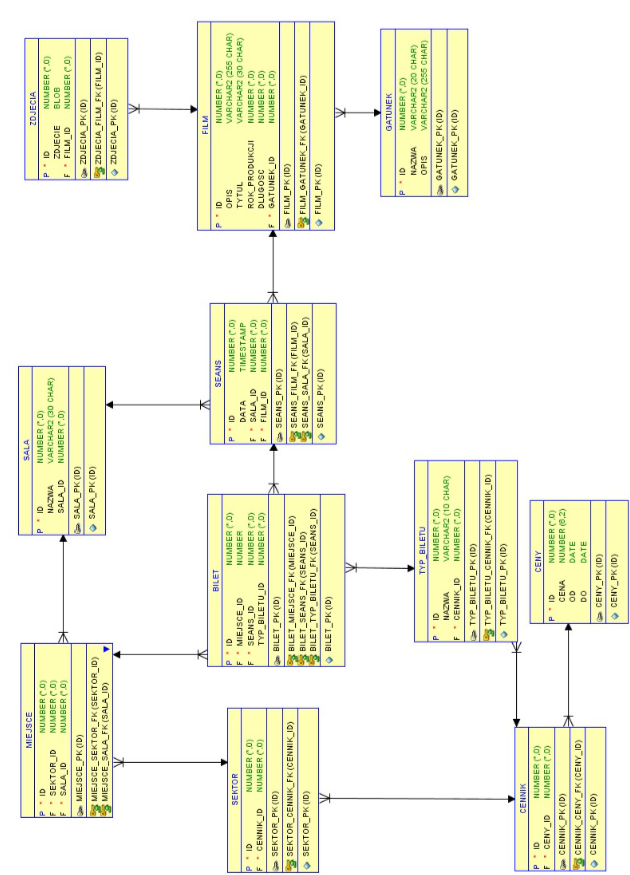 MIEJSCE
P * ID NUMBER (*,0)
F * SEKTOR_ID NUMBER (*,0)
F * SALA_ID NUMBER (*,0)
MIEJSCE_PK (ID)
MIEJSCE_SEKTOR_FK (SEKTOR_ID)
MIEJSCE_SALA_FK (SALA_ID)
SALA
P * ID NUMBER (*,0)
NAZWA VARCHAR2 (30 CHAR)
SALA_ID NUMBER (*,0)
SALA_PK (ID)
SALA_PK (ID)
ZDJECIA
P * ID NUMBER (*,0)
ZDJECIE BLOB
F * FILM_ID NUMBER (*,0)
ZDJECIA_PK (ID)
ZDJECIA_FILM_FK (FILM_ID)
ZDJECIA_PK (ID)
BILET
P * ID NUMBER (*,0)
F * MIEJSCE_ID NUMBER
F * SEANS_ID NUMBER (*,0)
F * TYP_BILETU_ID NUMBER (*,0)
BILET_PK (ID)
BILET_MIEJSCE_FK (MIEJSCE_ID)
BILET_SEANS_FK (SEANS_ID)
BILET_TYP_BILETU_FK (SEANS_ID)
BILET_PK (ID)
SEANS
P * ID NUMBER (*,0)
DATA TIMESTAMP
F * SALA_ID NUMBER (*,0)
F * FILM_ID NUMBER (*,0)
SEANS_PK (ID)
SEANS_FILM_FK (FILM_ID)
SEANS_SALA_FK (SALA_ID)
SEANS_PK (ID)
FILM
P * ID NUMBER (*,0)
OPIS VARCHAR2 (255 CHAR)
TYTUL VARCHAR2 (30 CHAR)
ROK_PRODUKCJI NUMBER (*,0)
DLUGOSC NUMBER (*,0)
F * GATUNEK_ID NUMBER (*,0)
FILM_PK (ID)
FILM_GATUNEK_FK (GATUNEK_ID)
FILM_PK (ID)
SEKTOR
P * ID NUMBER (*,0)
F * CENNIK_ID NUMBER (*,0)
SEKTOR_PK (ID)
SEKTOR_CENNIK_FK (CENNIK_ID)
SEKTOR_PK (ID)
TYP_BILETU
P * ID NUMBER (*,0)
NAZWA VARCHAR2 (10 CHAR)
F * CENNIK_ID NUMBER (*,0)
TYP_BILETU_PK (ID)
TYP_BILETU_CENNIK_FK (CENNIK_ID)
TYP_BILETU_PK (ID)
GATUNEK
P * ID NUMBER (*,0)
NAZWA VARCHAR2 (20 CHAR)
OPIS VARCHAR2 (255 CHAR)
GATUNEK_PK (ID)
GATUNEK_PK (ID)
CENNIK
P * ID NUMBER (*,0)
F * CENY_ID NUMBER (*,0)
CENNIK_PK (ID)
CENNIK_CENY_FK (CENY_ID)
CENNIK_PK (ID)
CENY
P * ID NUMBER (*,0)
CENA NUMBER (6,2)
OD DATE
DO DATE
CENY_PK (ID)
CENY_PK (ID)